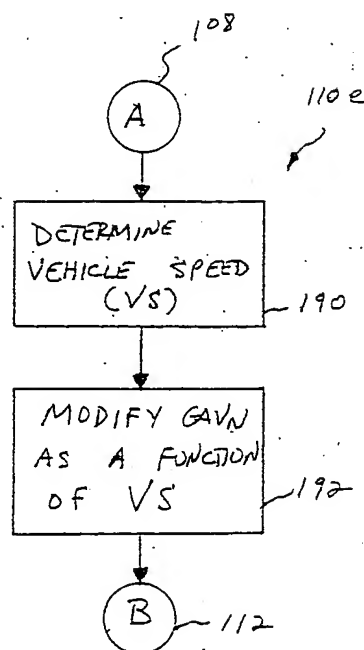 108
A
110e
DETERMINE
VEHICLE SPEED
(VS)
190
MODIFY GAVN
AS A FUNCTION
OF VS
192
B
112